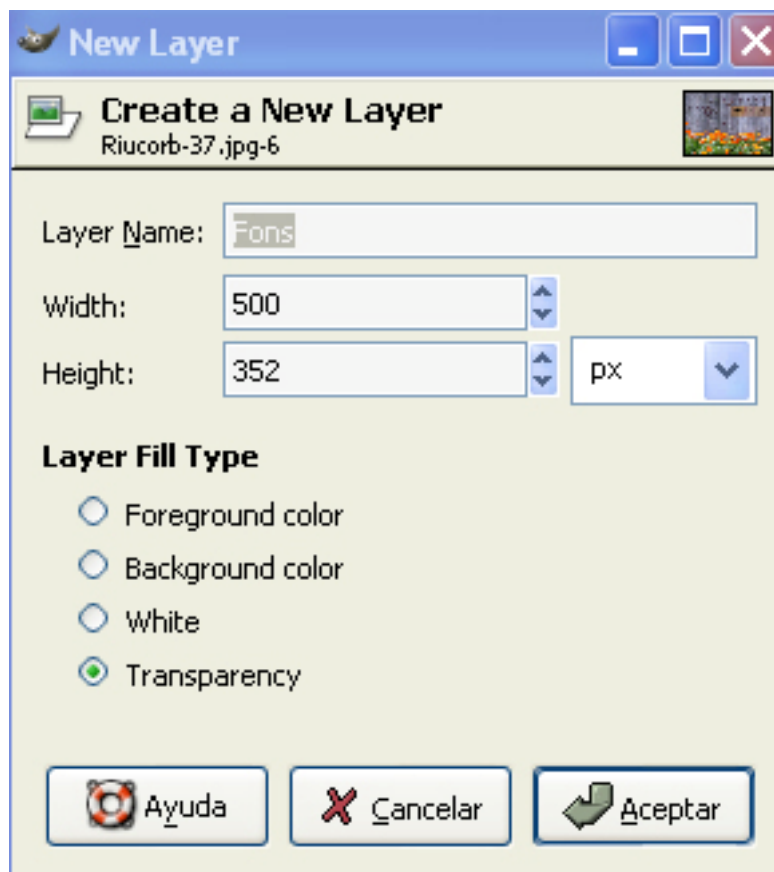 New Layer
Create a New Layer
Riucorb-37.jpg-6
Layer Name: Fons
Width: 500
Height: 352 px
Layer Fill Type
Foreground color
Background color
White
Transparency
Ayuda Cancelar Aceptar